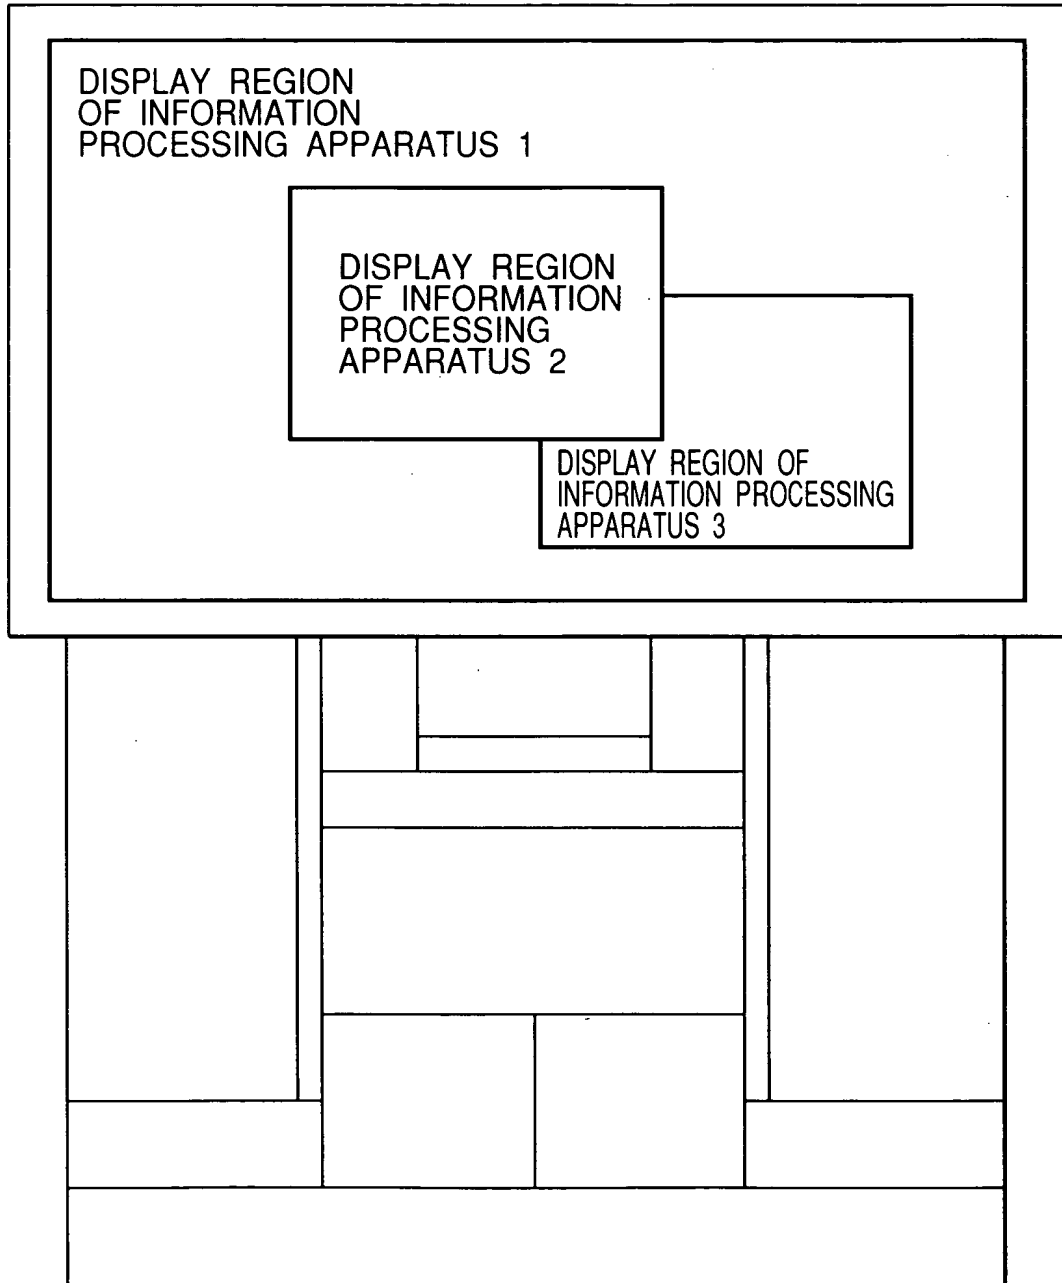 DISPLAY REGION
OF INFORMATION
PROCESSING APPARATUS 1
DISPLAY REGION
OF INFORMATION
PROCESSING
APPARATUS 2
DISPLAY REGION OF
INFORMATION PROCESSING
APPARATUS 3